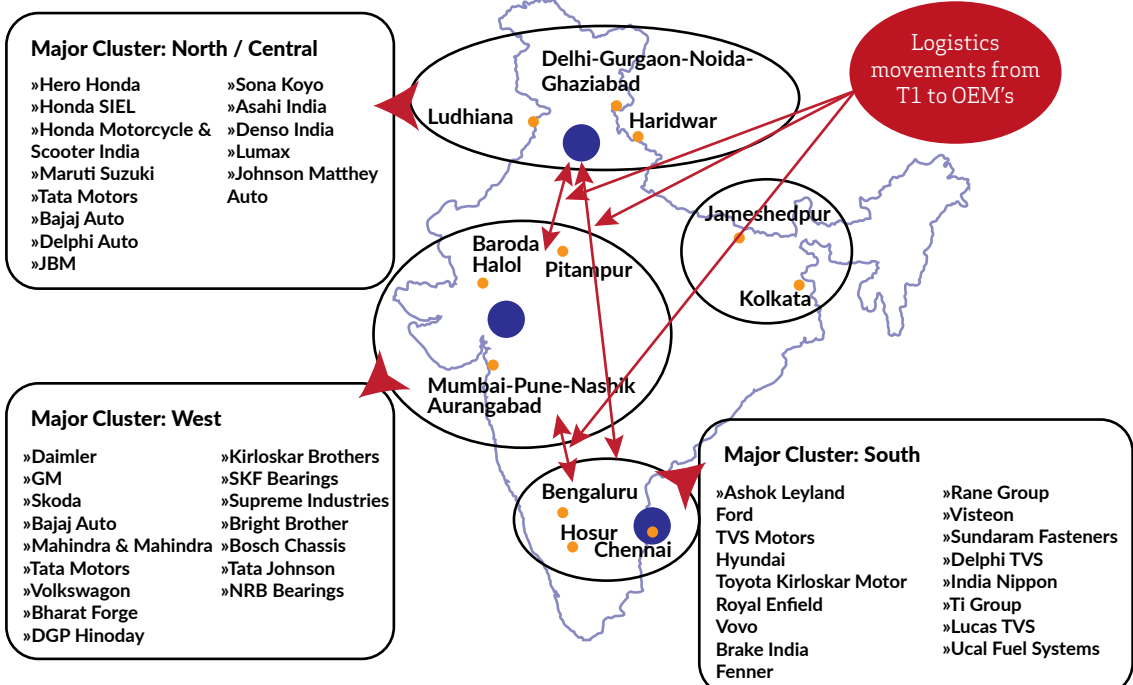 Major Cluster: North / Central
»Hero Honda
»Honda SIEL
»Honda Motorcycle &
Scooter India
»Maruti Suzuki
»Tata Motors
»Bajaj Auto
»Delphi Auto
»JBM
»Sona Koyo
»Asahi India
»Denso India
»Lumax
»Johnson Matthey
Auto
Delhi-Gurgaon-Noida-
Ghaziabad
Ludhiana
Haridwar
Logistics
movements from
T1 to OEM’s
Jameshedpur
Kolkata
Baroda
Halol
Pitampur
Mumbai-Pune-Nashik
Aurangabad
Major Cluster: West
»Daimler
»GM
»Skoda
»Bajaj Auto
»Mahindra & Mahindra
»Tata Motors
»Volkswagon
»Bharat Forge
»DGP Hinoday
»Kirloskar Brothers
»SKF Bearings
»Supreme Industries
»Bright Brother
»Bosch Chassis
»Tata Johnson
»NRB Bearings
Bengaluru
Hosur
Chennai
Major Cluster: South
»Ashok Leyland
Ford
TVS Motors
Hyundai
Toyota Kirloskar Motor
Royal Enfield
Vovo
Brake India
Fenner
»Rane Group
»Visteon
»Sundaram Fasteners
»Delphi TVS
»India Nippon
»Ti Group
»Lucas TVS
»Ucal Fuel Systems